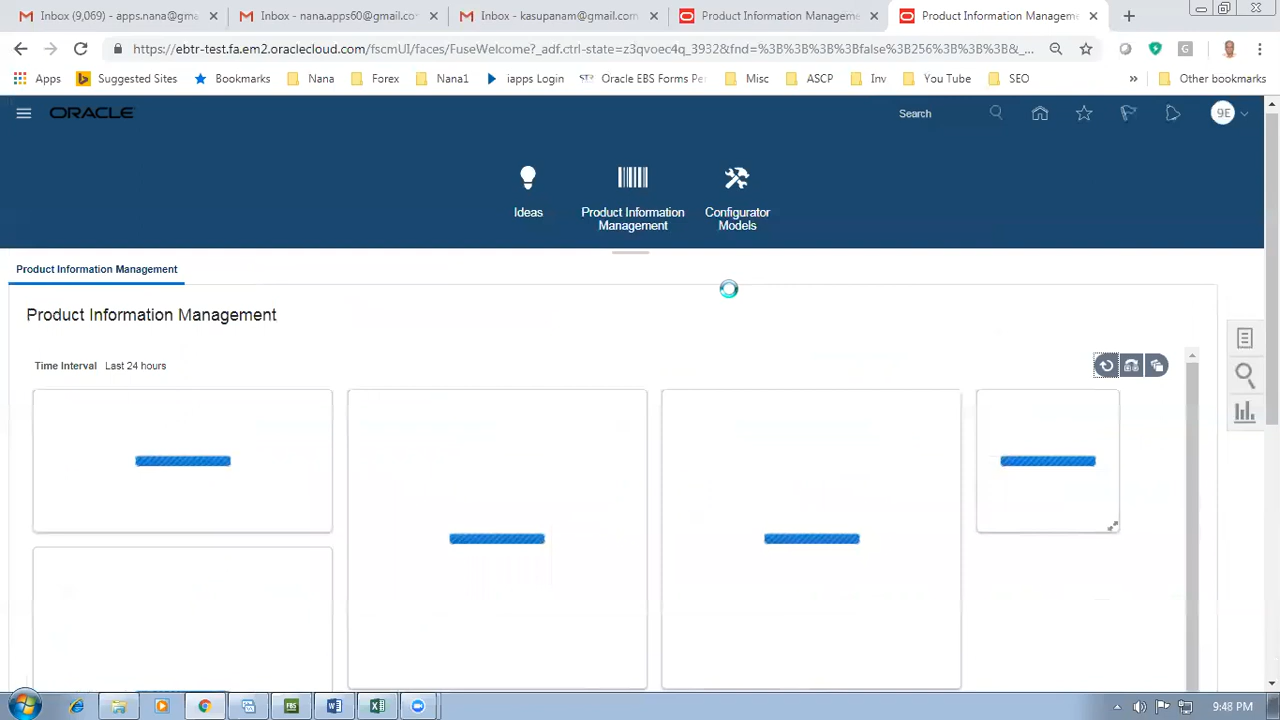 Inbox (9,069) - apps.nana@gm
Inbox - nana.apps60@gmail.co
Inbox - kasupanam@gmail.con
Product Information Manageme
Product Information Manageme
https://ebtr-test.fa.em2.oraclecloud.com/fscmUI/faces/FuseWelcome?_adf.ctrl-state=z3qvoec4q_3932&fnd=%3B%3B%3B%3Bfalse%3B256%3B%3B%3B&_...
Apps
Suggested Sites
Bookmarks
Nana
Forex
Nana1
iapps Login
Oracle EBS Forms Pe
Misc
ASCP
Inv
You Tube
SEO
»
Other bookmarks
ORACLE
Search
9E
Ideas
Product Information
Management
Configurator
Models
Product Information Management
Product Information Management
Time Interval Last 24 hours
9:48 PM